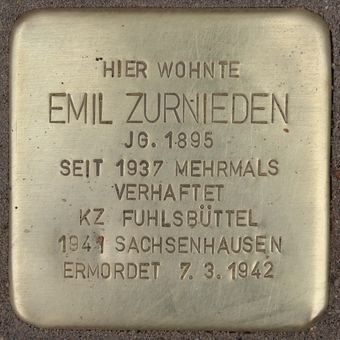 HIER WOHNTE
EMIL ZURNIEDEN
JG. 1895
SEIT 1937 MEHRMALS
VERHAFTET
KZ FUHLSBÜTTEL
1941 SACHSENHAUSEN
ERMORDET 7. 3. 1942